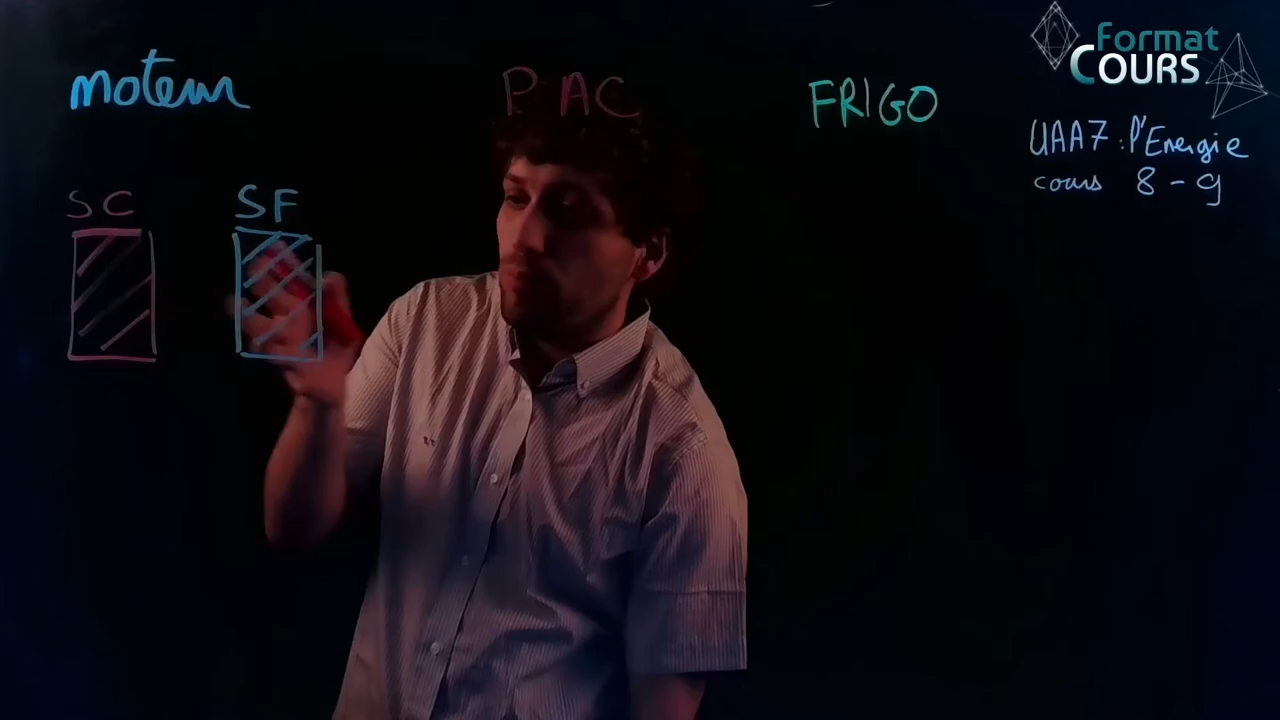 moteur
PAC
FRIGO
Format
COURS
UAA7 : l'Energie
cours 8 - 9
SC
SF